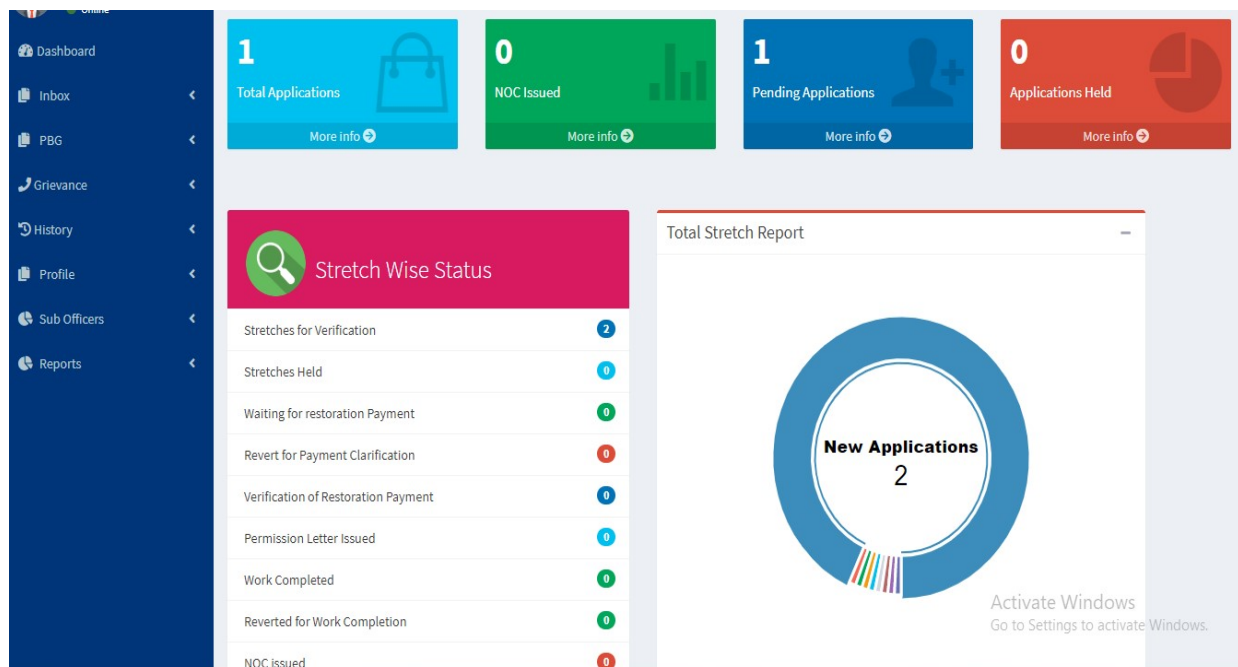 Online
Dashboard
Inbox
PBG
Grievance
History
Profile
Sub Officers
Reports
1
Total Applications
More info
0
NOC Issued
More info
1
Pending Applications
More info
0
Applications Held
More info
Stretch Wise Status
Stretches for Verification 2
Stretches Held 0
Waiting for restoration Payment 0
Revert for Payment Clarification 0
Verification of Restoration Payment 0
Permission Letter Issued 0
Work Completed 0
Reverted for Work Completion 0
NOC issued 0
Total Stretch Report
New Applications
2
Activate Windows
Go to Settings to activate Windows.